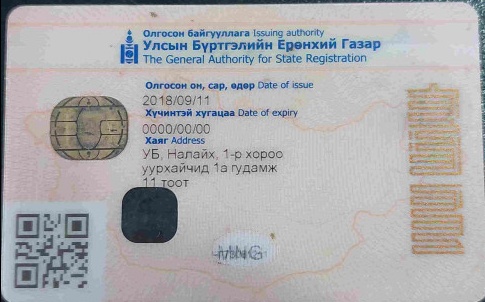 Олгосон байгууллага Issuing authority
Улсын Бүртгэлийн Ерөнхий Газар
The General Authority for State Registration
Олгосон он, сар, өдөр Date of issue
2018/09/11
Хүчинтэй хугацаа Date of expiry
0000/00/00
Хаяг Address
УБ, Налайх, 1-р хороо
уурхайчид 1а гудамж
11 тоот
MNG